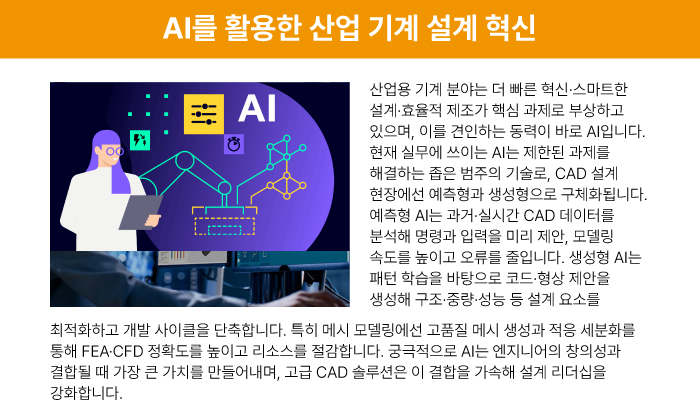 AI를 활용한 산업 기계 설계 혁신
AI
산업용 기계 분야는 더 빠른 혁신·스마트한
설계·효율적 제조가 핵심 과제로 부상하고
있으며, 이를 견인하는 동력이 바로 AI입니다.
현재 실무에 쓰이는 AI는 제한된 과제를
해결하는 좁은 범주의 기술로, CAD 설계
현장에선 예측형과 생성형으로 구체화됩니다.
예측형 AI는 과거·실시간 CAD 데이터를
분석해 명령과 입력을 미리 제안, 모델링
속도를 높이고 오류를 줄입니다. 생성형 AI는
패턴 학습을 바탕으로 코드·형상 제안을
생성해 구조·중량·성능 등 설계 요소를
최적화하고 개발 사이클을 단축합니다. 특히 메시 모델링에선 고품질 메시 생성과 적응 세분화를
통해 FEA·CFD 정확도를 높이고 리소스를 절감합니다. 궁극적으로 AI는 엔지니어의 창의성과
결합될 때 가장 큰 가치를 만들어내며, 고급 CAD 솔루션은 이 결합을 가속해 설계 리더십을
강화합니다.